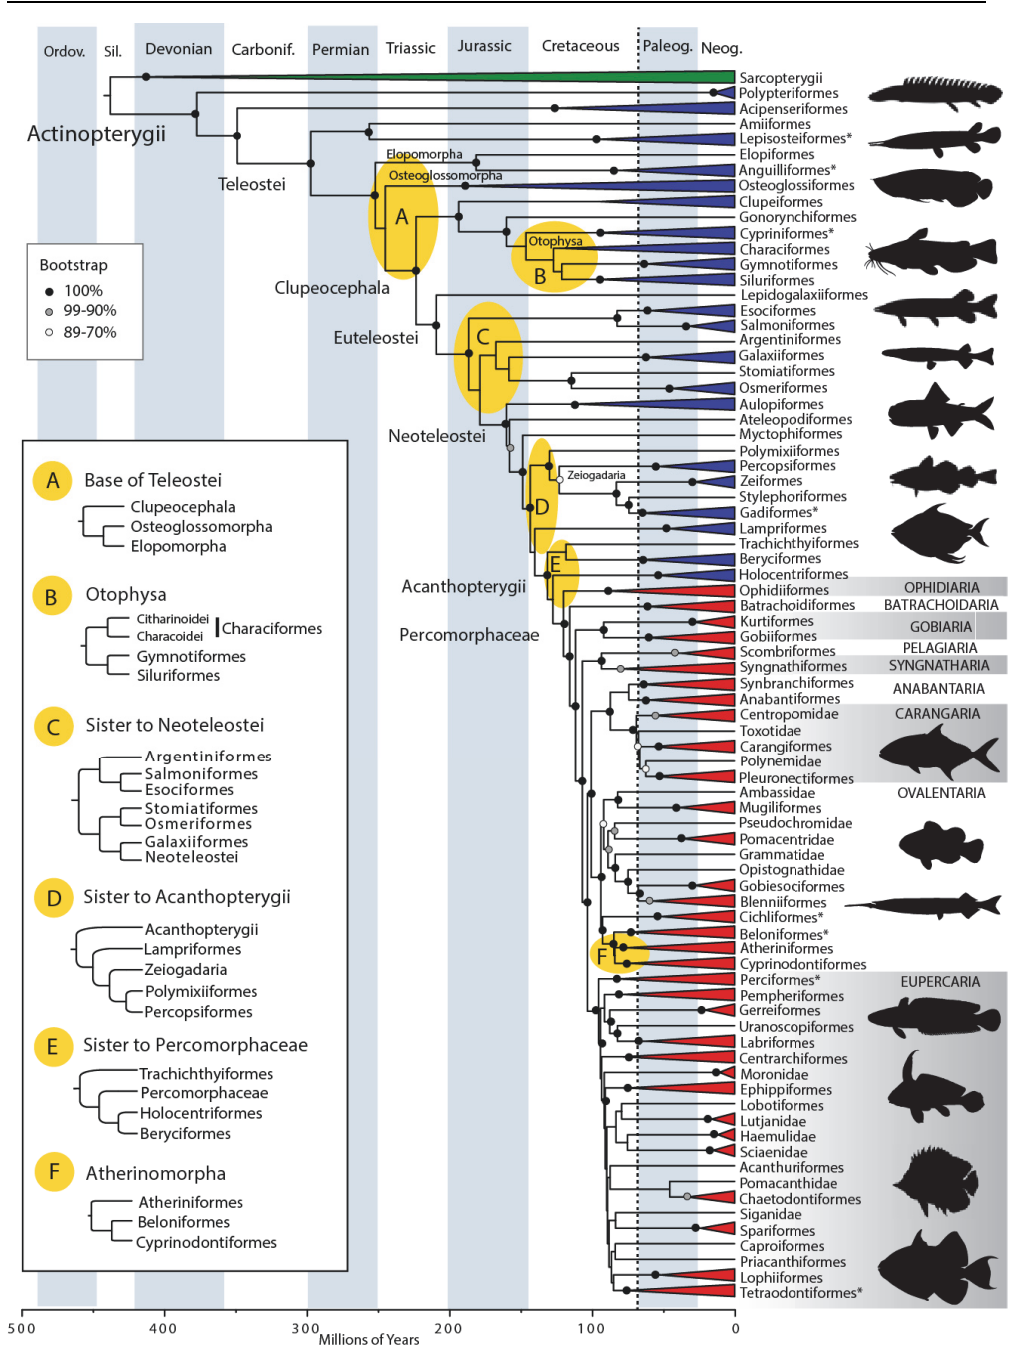 Ordov. Sil. Devonian Carbonif. Permian Triassic Jurassic Cretaceous Paleog. Neog.
Sarcopterygii
Polypteriformes
Acipenseriformes
Actinopterygii
Amiiformes
Lepisosteiformes*
Elopomorpha
Elopiformes
Anguilliformes*
Teleostei
Osteoglossomorpha
Osteoglossiformes
Clupeiformes
A
Gonorynchiformes
Cypriniformes*
Otophysa
Characiformes
Gymnotiformes
B
Siluriformes
Clupeocephala
Bootstrap
100%
99-90%
89-70%
Lepidogalaxiiformes
Esociformes
Salmoniformes
Euteleostei
C
Argentiniformes
Galaxiiformes
Stomiatiformes
Osmeriformes
Aulopiformes
Ateleopodiformes
Neoteleostei
Myctophiformes
Polymixiiformes
Percopsiformes
Zeiogadaria
Zeiformes
Stylephoriformes
D
Gadiformes*
Lampriformes
Trachichthyiformes
E
Beryciformes
Holocentriformes
Acanthopterygii
Ophidiiformes OPHIDIARIA
Batrachoidiformes BATRACHOIDARIA
Kurtiformes
GOBIARIA
Percomorphaceae
Gobiiformes
Scombriformes PELAGIARIA
Syngnathiformes SYNGNATHARIA
Synbranchiformes
ANABANTARIA
Anabantiformes
Centropomidae CARANGARIA
Toxotidae
Carangiformes
Polynemidae
Pleuronectiformes
Ambassidae OVALENTARIA
Mugiliformes
Pseudochromidae
Pomacentridae
Grammatidae
Opistognathidae
Gobiesociformes
Blenniiformes
Cichliformes*
Beloniformes*
F
Atheriniformes
Cyprinodontiformes
Perciformes* EUPERCARIA
Pempheriformes
Gerreiformes
Uranoscopiformes
Labriformes
Centrarchiformes
Moronidae
Ephippiformes
Lobotiformes
Lutjanidae
Haemulidae
Sciaenidae
Acanthuriformes
Pomacanthidae
Chaetodontiformes
Siganidae
Spariformes
Caproiformes
Priacanthiformes
Lophiiformes
Tetraodontiformes*
A Base of Teleostei
Clupeocephala
Osteoglossomorpha
Elopomorpha
B Otophysa
Citharinoidei
Characoidei
Characiformes
Gymnotiformes
Siluriformes
C Sister to Neoteleostei
Argentiniformes
Salmoniformes
Esociformes
Stomiatiformes
Osmeriformes
Galaxiiformes
Neoteleostei
D Sister to Acanthopterygii
Acanthopterygii
Lampriformes
Zeiogadaria
Polymixiiformes
Percopsiformes
E Sister to Percomorphaceae
Trachichthyiformes
Percomorphaceae
Holocentriformes
Beryciformes
F Atherinomorpha
Atheriniformes
Beloniformes
Cyprinodontiformes
500 400 300 200 100 0
Millions of Years